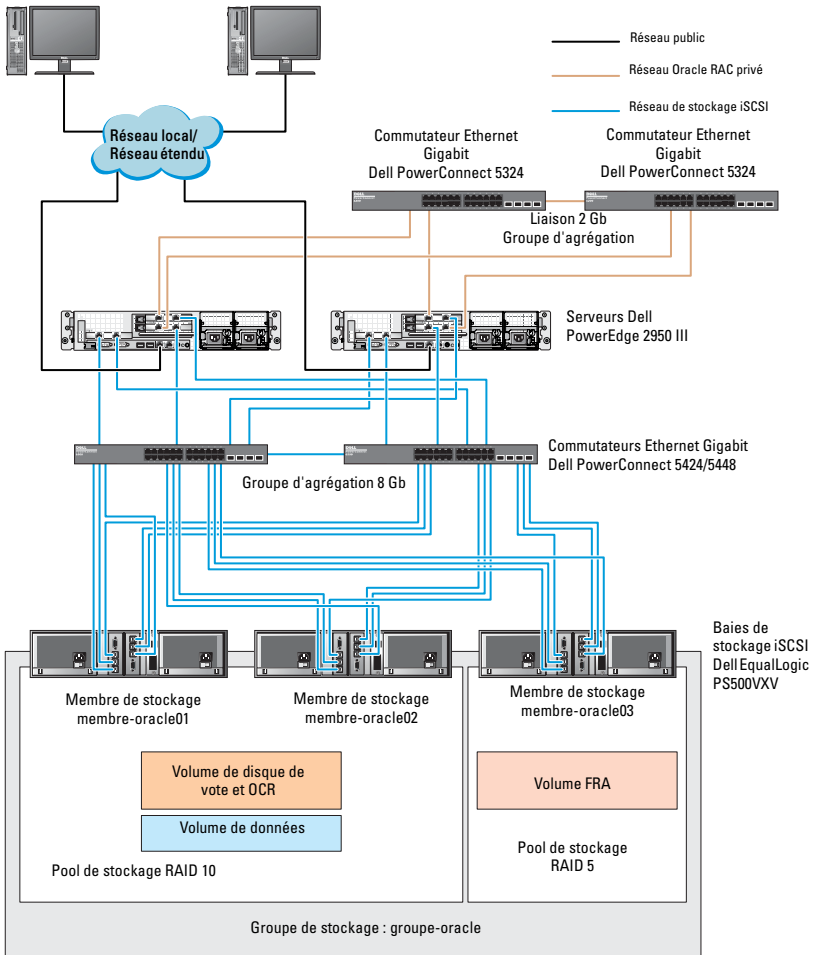 Réseau public
Réseau Oracle RAC privé
Réseau de stockage iSCSI
Réseau local/
Réseau étendu
Commutateur Ethernet
Gigabit
Dell PowerConnect 5324
Commutateur Ethernet
Gigabit
Dell PowerConnect 5324
Liaison 2 Gb
Groupe d'agrégation
Serveurs Dell
PowerEdge 2950 III
Commutateurs Ethernet Gigabit
Dell PowerConnect 5424/5448
Groupe d'agrégation 8 Gb
Baies de
stockage iSCSI
Dell EqualLogic
PS500VXV
Membre de stockage
membre-oracle01
Membre de stockage
membre-oracle02
Membre de stockage
membre-oracle03
Volume de disque de
vote et OCR
Volume de données
Volume FRA
Pool de stockage RAID 10
Pool de stockage
RAID 5
Groupe de stockage : groupe-oracle